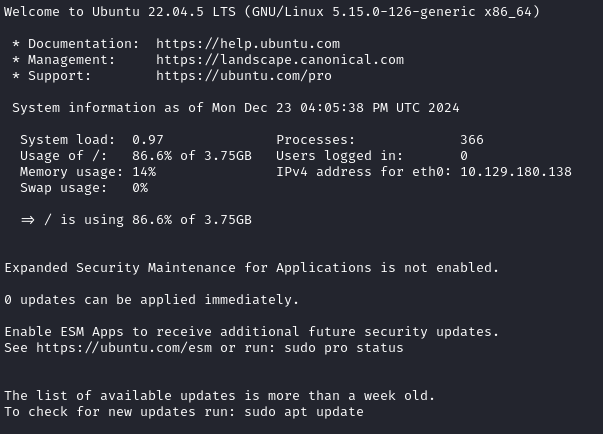 Welcome to Ubuntu 22.04.5 LTS (GNU/Linux 5.15.0-126-generic x86_64)
* Documentation:  https://help.ubuntu.com
* Management:     https://landscape.canonical.com
* Support:        https://ubuntu.com/pro
System information as of Mon Dec 23 04:05:38 PM UTC 2024
System load:  0.97              Processes:             366
Usage of /:   86.6% of 3.75GB   Users logged in:       0
Memory usage: 14%               IPv4 address for eth0: 10.129.180.138
Swap usage:   0%
=> / is using 86.6% of 3.75GB
Expanded Security Maintenance for Applications is not enabled.
0 updates can be applied immediately.
Enable ESM Apps to receive additional future security updates.
See https://ubuntu.com/esm or run: sudo pro status
The list of available updates is more than a week old.
To check for new updates run: sudo apt update